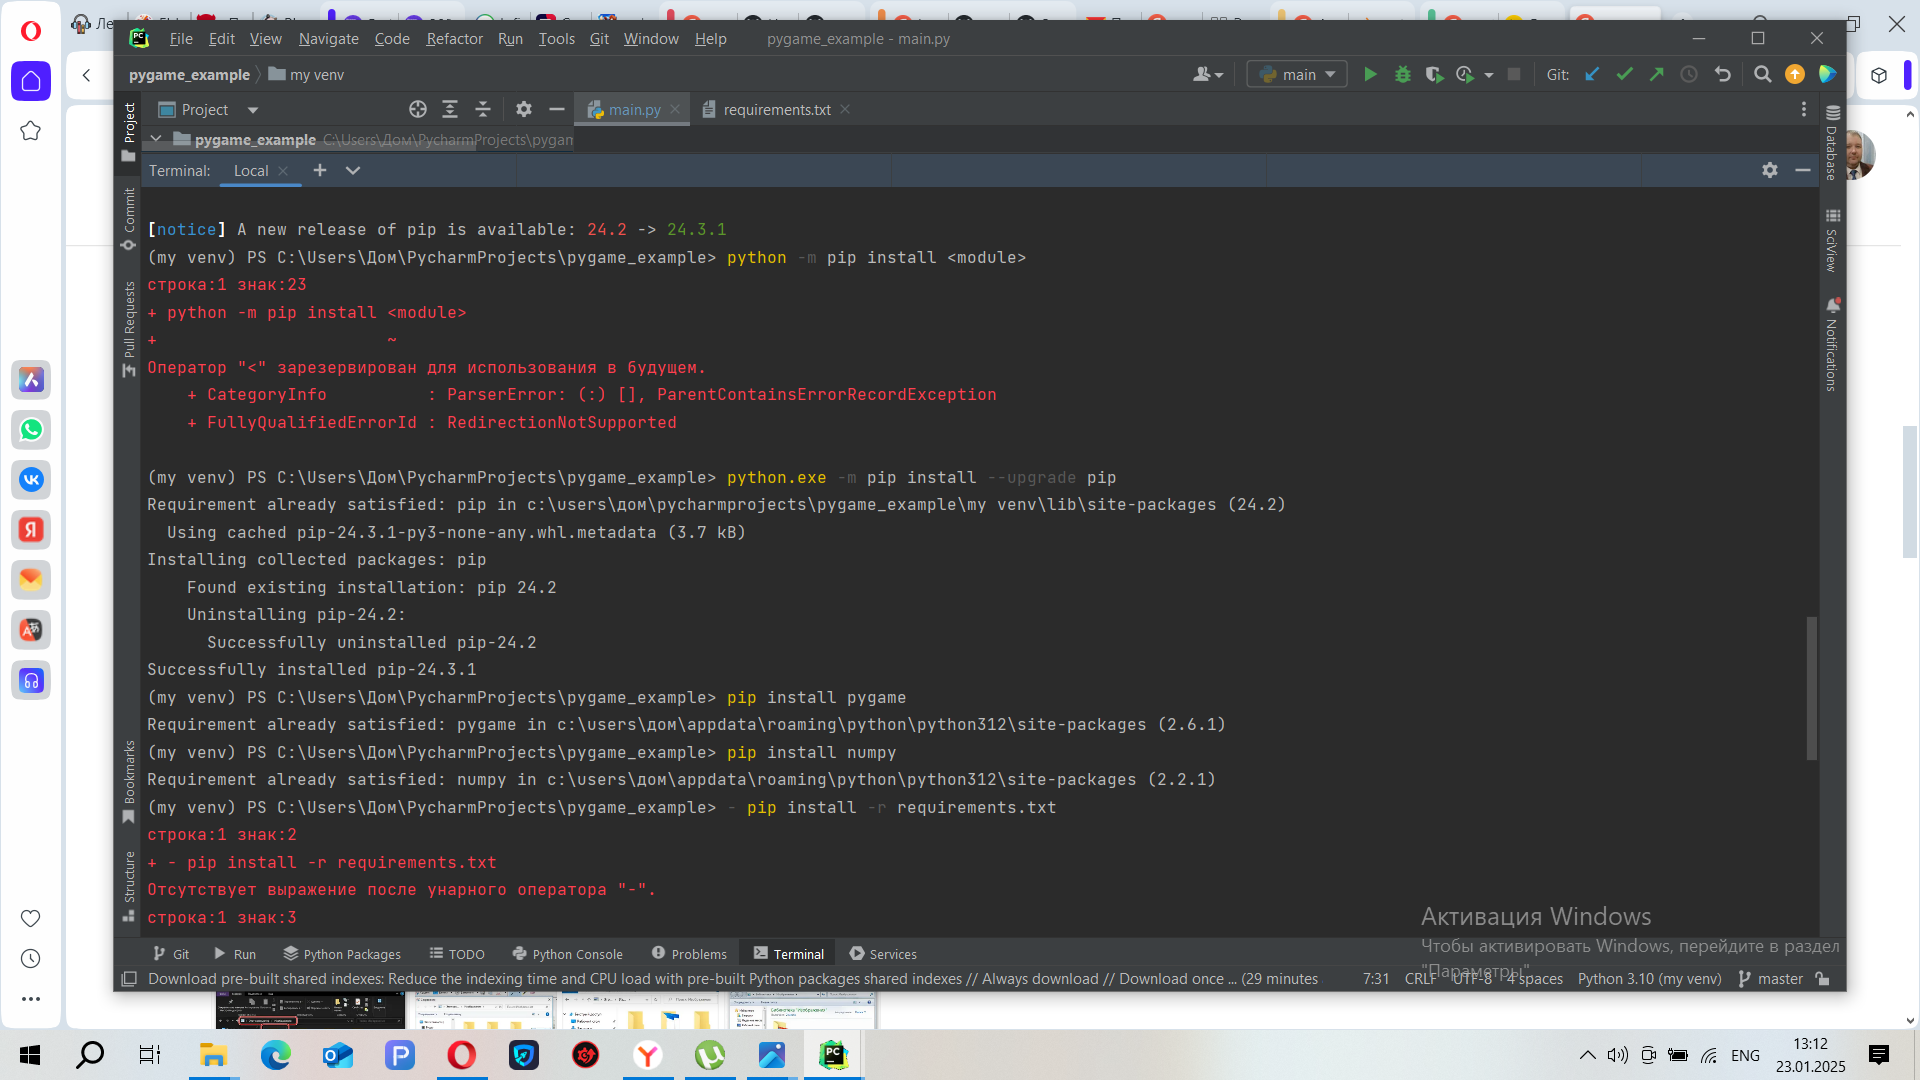 File Edit View Navigate Code Refactor Run Tools Git Window Help pygame_example - main.py
pygame_example my venv main Git:
Project main.py requirements.txt
pygame_example C:\Users\Дом\PycharmProjects\pygam
Terminal: Local
[notice] A new release of pip is available: 24.2 -> 24.3.1
(my venv) PS C:\Users\Дом\PycharmProjects\pygame_example> python -m pip install <module>
строка:1 знак:23
+ python -m pip install <module>
+ ~
Оператор "<" зарезервирован для использования в будущем.
+ CategoryInfo : ParserError: (:) [], ParentContainsErrorRecordException
+ FullyQualifiedErrorId : RedirectionNotSupported
(my venv) PS C:\Users\Дом\PycharmProjects\pygame_example> python.exe -m pip install --upgrade pip
Requirement already satisfied: pip in c:\users\дом\pycharmprojects\pygame_example\my venv\lib\site-packages (24.2)
Using cached pip-24.3.1-py3-none-any.whl.metadata (3.7 kB)
Installing collected packages: pip
Found existing installation: pip 24.2
Uninstalling pip-24.2:
Successfully uninstalled pip-24.2
Successfully installed pip-24.3.1
(my venv) PS C:\Users\Дом\PycharmProjects\pygame_example> pip install pygame
Requirement already satisfied: pygame in c:\users\дом\appdata\roaming\python\python312\site-packages (2.6.1)
(my venv) PS C:\Users\Дом\PycharmProjects\pygame_example> pip install numpy
Requirement already satisfied: numpy in c:\users\дом\appdata\roaming\python\python312\site-packages (2.2.1)
(my venv) PS C:\Users\Дом\PycharmProjects\pygame_example> - pip install -r requirements.txt
строка:1 знак:2
+ - pip install -r requirements.txt
Отсутствует выражение после унарного оператора "-".
строка:1 знак:3
Project
Commit
Pull Requests
Bookmarks
Structure
Database
SciView
Notifications
Активация Windows
Чтобы активировать Windows, перейдите в раздел
"Параметры"
Git Run Python Packages TODO Python Console Problems Terminal Services
Download pre-built shared indexes: Reduce the indexing time and CPU load with pre-built Python packages shared indexes // Always download // Download once ... (29 minutes 7:31 CRLF UTF-8 4 spaces Python 3.10 (my venv) master
ENG
13:12
23.01.2025